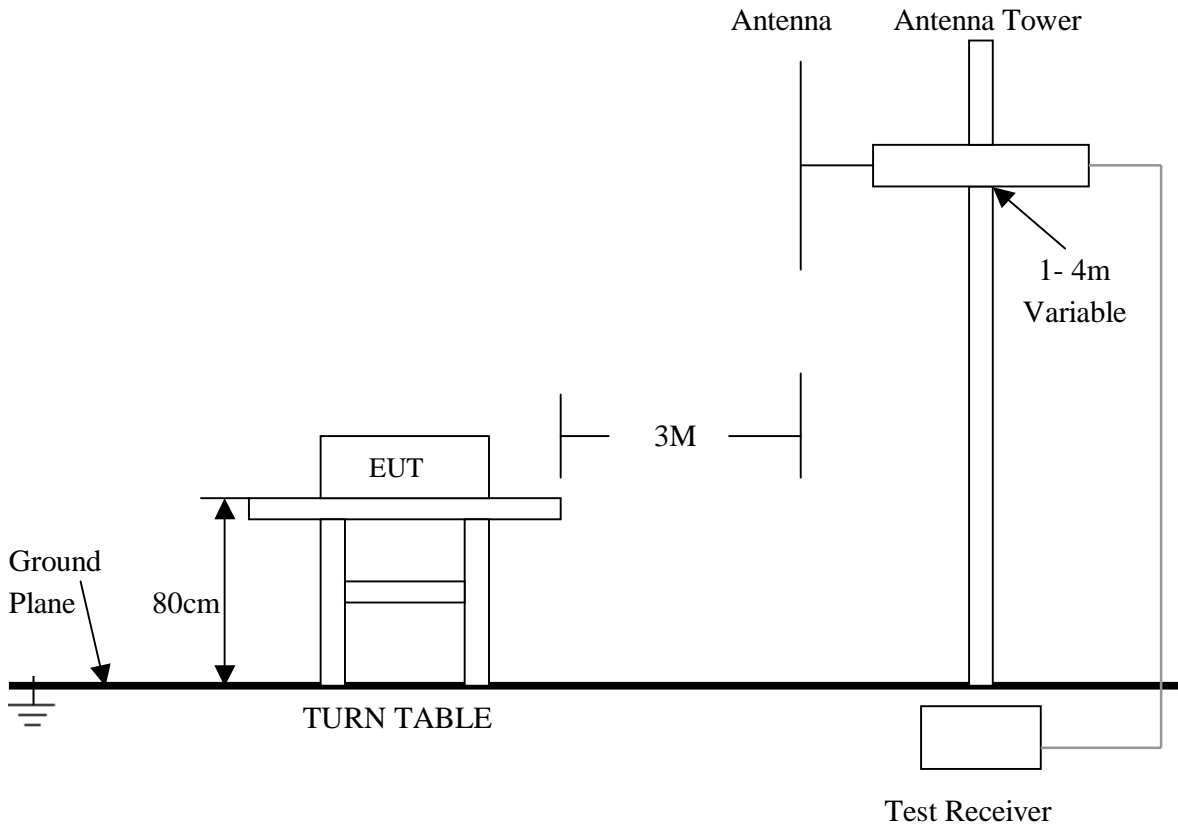 Antenna
Antenna Tower
1- 4m
Variable
3M
EUT
Ground
Plane
80cm
TURN TABLE
Test Receiver